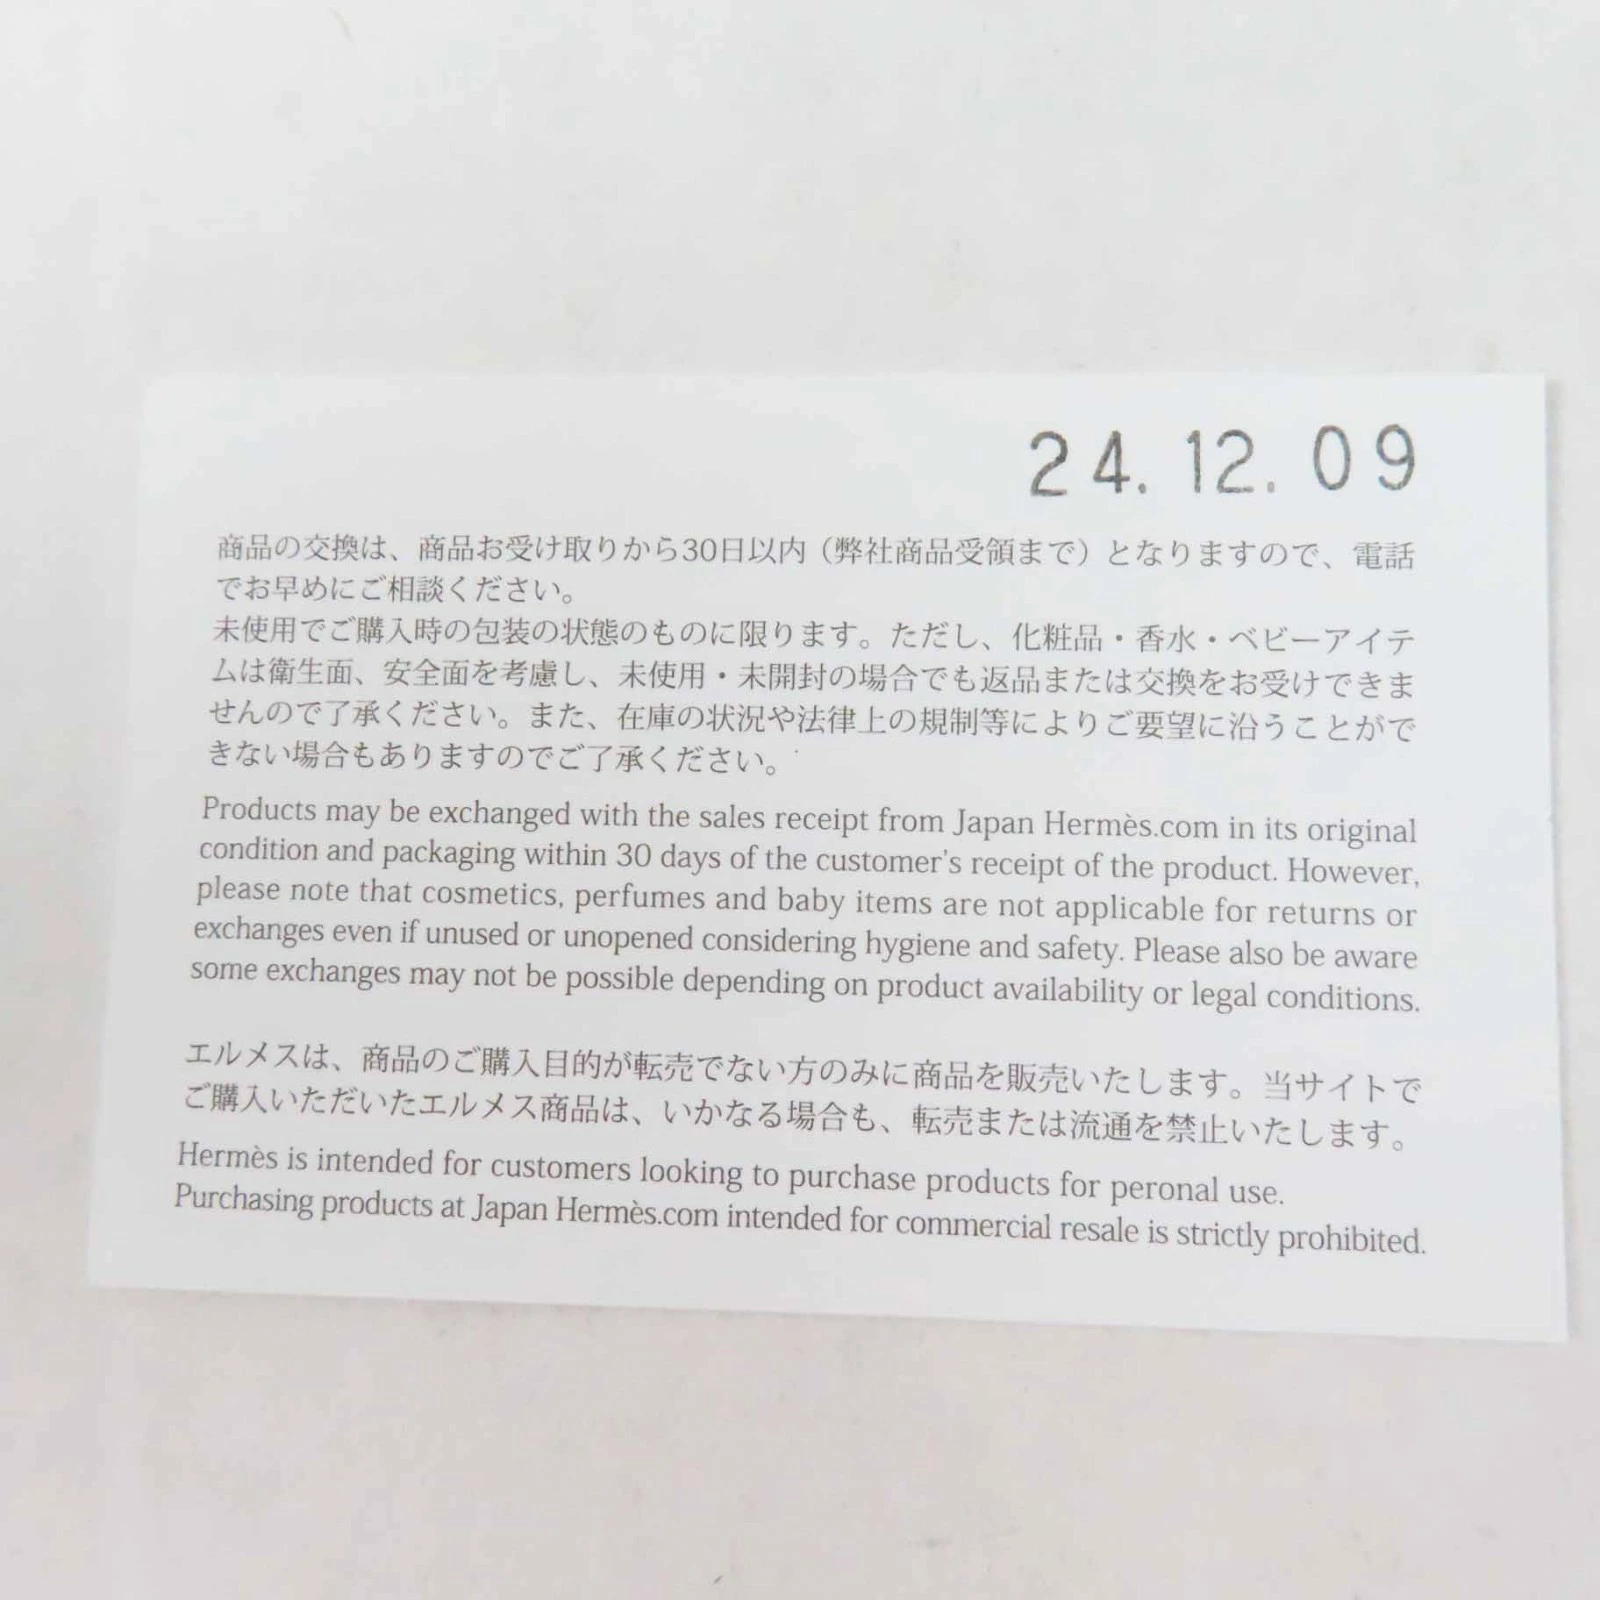 24.12.09
商品の交換は、商品お受け取りから30日以内（弊社商品受領まで）となりますので、電話
でお早めにご相談ください。
未使用でご購入時の包装の状態のものに限ります。ただし、化粧品・香水・ベビーアイテ
ムは衛生面、安全面を考慮し、未使用・未開封の場合でも返品または交換をお受けできま
せんので了承ください。また、在庫の状況や法律上の規制等によりご要望に沿うことがで
きない場合もありますのでご了承ください。
Products may be exchanged with the sales receipt from Japan Hermès.com in its original
condition and packaging within 30 days of the customer's receipt of the product. However,
please note that cosmetics, perfumes and baby items are not applicable for returns or
exchanges even if unused or unopened considering hygiene and safety. Please also be aware
some exchanges may not be possible depending on product availability or legal conditions.
エルメスは、商品のご購入目的が転売でない方のみに商品を販売いたします。当サイトで
ご購入いただいたエルメス商品は、いかなる場合も、転売または流通を禁止いたします。
Hermès is intended for customers looking to purchase products for peronal use.
Purchasing products at Japan Hermès.com intended for commercial resale is strictly prohibited.